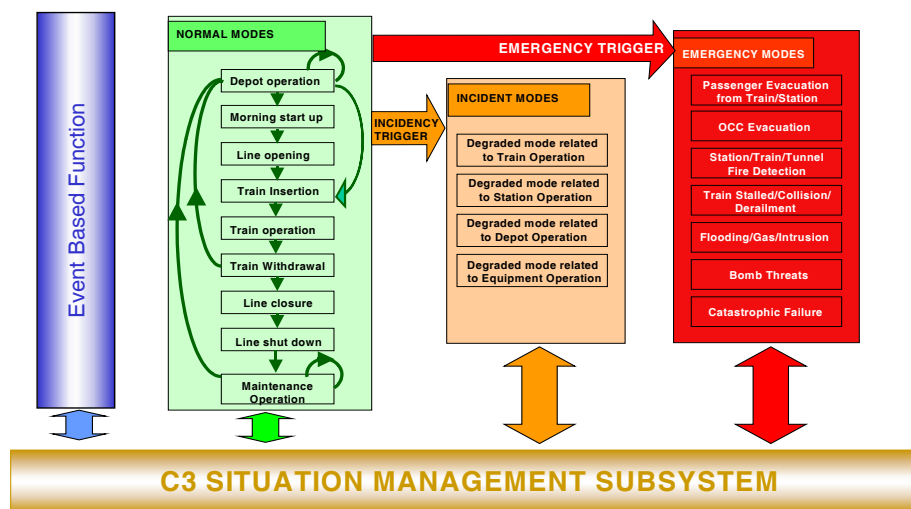 Event Based Function
NORMAL MODES
Depot operation
Morning start up
Line opening
Train Insertion
Train operation
Train Withdrawal
Line closure
Line shut down
Maintenance
Operation
EMERGENCY TRIGGER
INCIDENCY
TRIGGER
INCIDENT MODES
Degraded mode related
to Train Operation
Degraded mode related
to Station Operation
Degraded mode related
to Depot Operation
Degraded mode related
to Equipment Operation
EMERGENCY MODES
Passenger Evacuation
from Train/Station
OCC Evacuation
Station/Train/Tunnel
Fire Detection
Train Stalled/Collision/
Derailment
Flooding/Gas/Intrusion
Bomb Threats
Catastrophic Failure
C3 SITUATION MANAGEMENT SUBSYSTEM